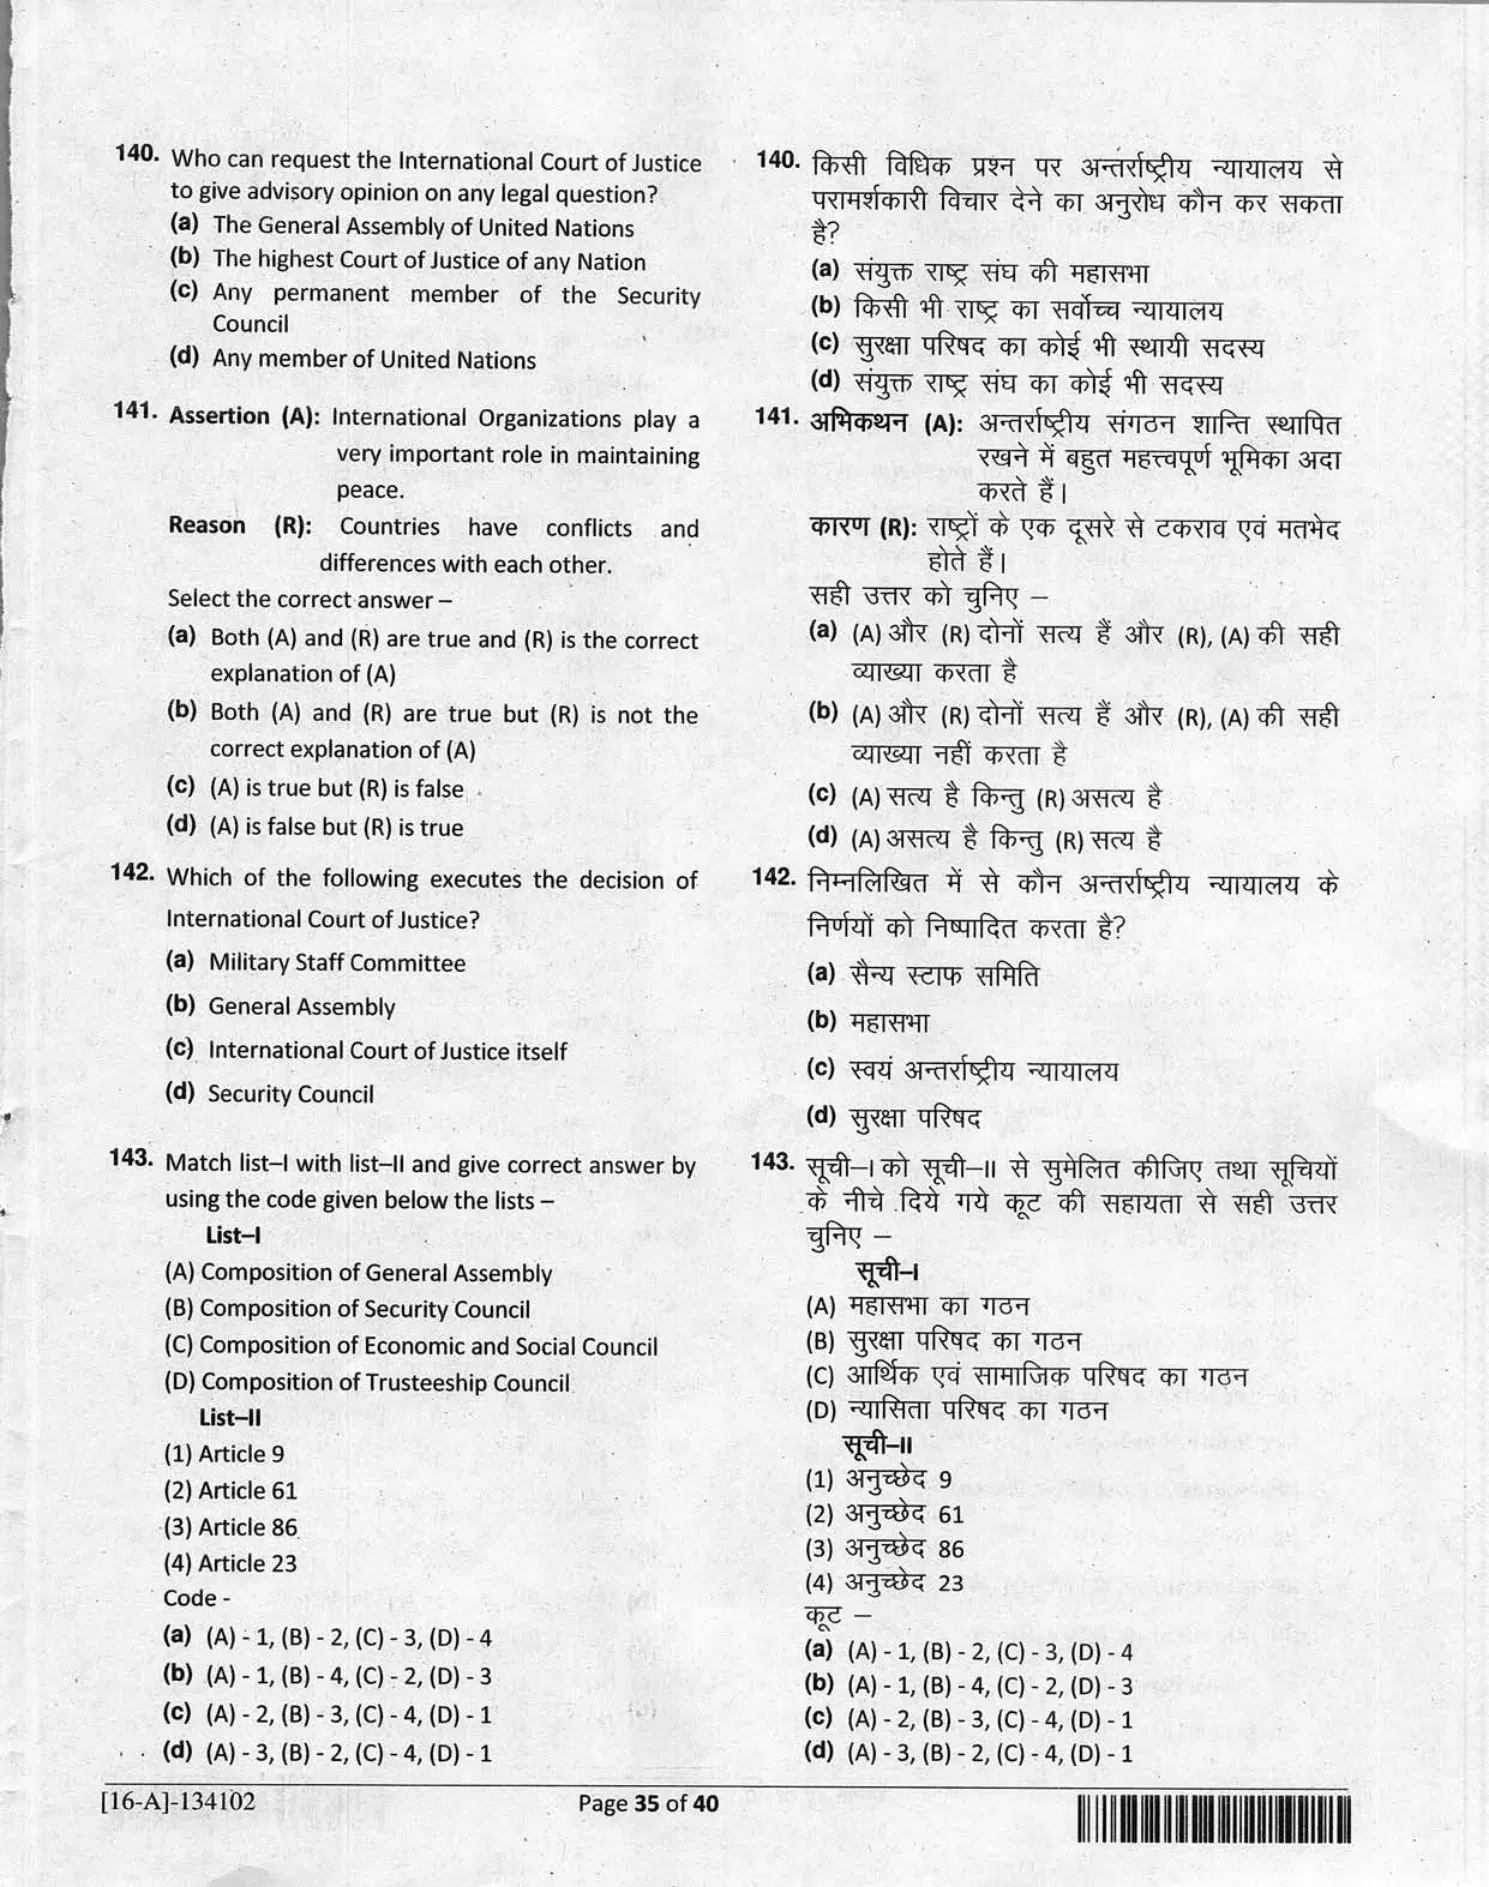 140. Who can request the International Court of Justice
to give advisory opinion on any legal question?
(a) The General Assembly of United Nations
(b) The highest Court of Justice of any Nation
(c) Any permanent member of the Security
Council
(d) Any member of United Nations
141. Assertion (A): International Organizations play a
very important role in maintaining
peace.
Reason (R): Countries have conflicts and
differences with each other.
Select the correct answer –
(a) Both (A) and (R) are true and (R) is the correct
explanation of (A)
(b) Both (A) and (R) are true but (R) is not the
correct explanation of (A)
(c) (A) is true but (R) is false
(d) (A) is false but (R) is true
142. Which of the following executes the decision of
International Court of Justice?
(a) Military Staff Committee
(b) General Assembly
(c) International Court of Justice itself
(d) Security Council
143. Match list–I with list–II and give correct answer by
using the code given below the lists –
List–I
(A) Composition of General Assembly
(B) Composition of Security Council
(C) Composition of Economic and Social Council
(D) Composition of Trusteeship Council
List–II
(1) Article 9
(2) Article 61
(3) Article 86
(4) Article 23
Code -
(a) (A) - 1, (B) - 2, (C) - 3, (D) - 4
(b) (A) - 1, (B) - 4, (C) - 2, (D) - 3
(c) (A) - 2, (B) - 3, (C) - 4, (D) - 1
(d) (A) - 3, (B) - 2, (C) - 4, (D) - 1
140. किसी विधिक प्रश्न पर अन्तर्राष्ट्रीय न्यायालय से
परामर्शकारी विचार देने का अनुरोध कौन कर सकता
है?
(a) संयुक्त राष्ट्र संघ की महासभा
(b) किसी भी राष्ट्र का सर्वोच्च न्यायालय
(c) सुरक्षा परिषद का कोई भी स्थायी सदस्य
(d) संयुक्त राष्ट्र संघ का कोई भी सदस्य
141. अभिकथन (A): अन्तर्राष्ट्रीय संगठन शान्ति स्थापित
रखने में बहुत महत्त्वपूर्ण भूमिका अदा
करते हैं।
कारण (R): राष्ट्रों के एक दूसरे से टकराव एवं मतभेद
होते हैं।
सही उत्तर को चुनिए –
(a) (A) और (R) दोनों सत्य हैं और (R), (A) की सही
व्याख्या करता है
(b) (A) और (R) दोनों सत्य हैं और (R), (A) की सही
व्याख्या नहीं करता है
(c) (A) सत्य है किन्तु (R) असत्य है
(d) (A) असत्य है किन्तु (R) सत्य है
142. निम्नलिखित में से कौन अन्तर्राष्ट्रीय न्यायालय के
निर्णयों को निष्पादित करता है?
(a) सैन्य स्टाफ समिति
(b) महासभा
(c) स्वयं अन्तर्राष्ट्रीय न्यायालय
(d) सुरक्षा परिषद
143. सूची–I को सूची–II से सुमेलित कीजिए तथा सूचियों
के नीचे दिये गये कूट की सहायता से सही उत्तर
चुनिए –
सूची–I
(A) महासभा का गठन
(B) सुरक्षा परिषद का गठन
(C) आर्थिक एवं सामाजिक परिषद का गठन
(D) न्यासिता परिषद का गठन
सूची–II
(1) अनुच्छेद 9
(2) अनुच्छेद 61
(3) अनुच्छेद 86
(4) अनुच्छेद 23
कूट –
(a) (A) - 1, (B) - 2, (C) - 3, (D) - 4
(b) (A) - 1, (B) - 4, (C) - 2, (D) - 3
(c) (A) - 2, (B) - 3, (C) - 4, (D) - 1
(d) (A) - 3, (B) - 2, (C) - 4, (D) - 1
[16-A]-134102
Page 35 of 40